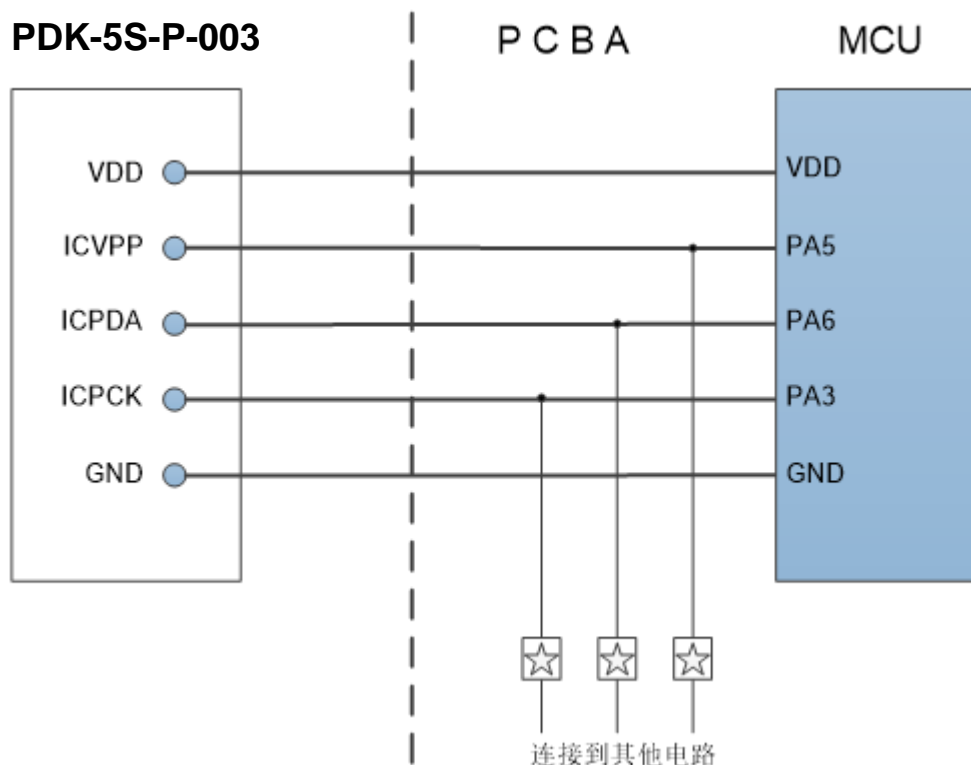 PDK-5S-P-003
P C B A
MCU
VDD
VDD
ICVPP
PA5
ICPDA
PA6
ICPCK
PA3
GND
GND
连接到其他电路